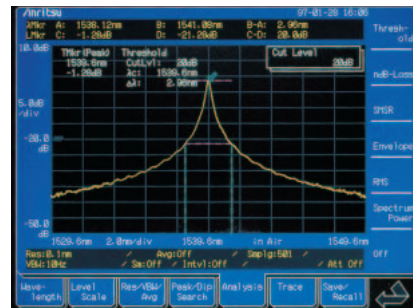 Anritsu 97-01-28 16:06
λMkr A: 1538.12nm B: 1541.08nm B-A: 2.96nm
LMkr C: -1.28dB D: -21.28dB C-D: 20.0dB
Thresh-
old
10.0dB
TMkr(Peak) Threshold
1539.6nm CutLvl: 20dB
-1.28dB λc: 1539.6nm
Δλ: 2.96nm
Cut Level
20dB
ndB-Loss
5.0dB
/div
SMSR
-20.0
dB
Envelope
RMS
Spectrum
Power
-50.0
dB
1529.6nm 2.0nm/div 1539.6nm in Air 1549.6nm
Res:0.1nm / Avg:Off / Smplg:501 /
VBW:10Hz / Sm:Off / Intvl:Off / / Att Off
Off
Wave-
length
Level
Scale
Res/VBW/
Avg
Peak/Dip
Search
Analysis
Trace
Save/
Recall